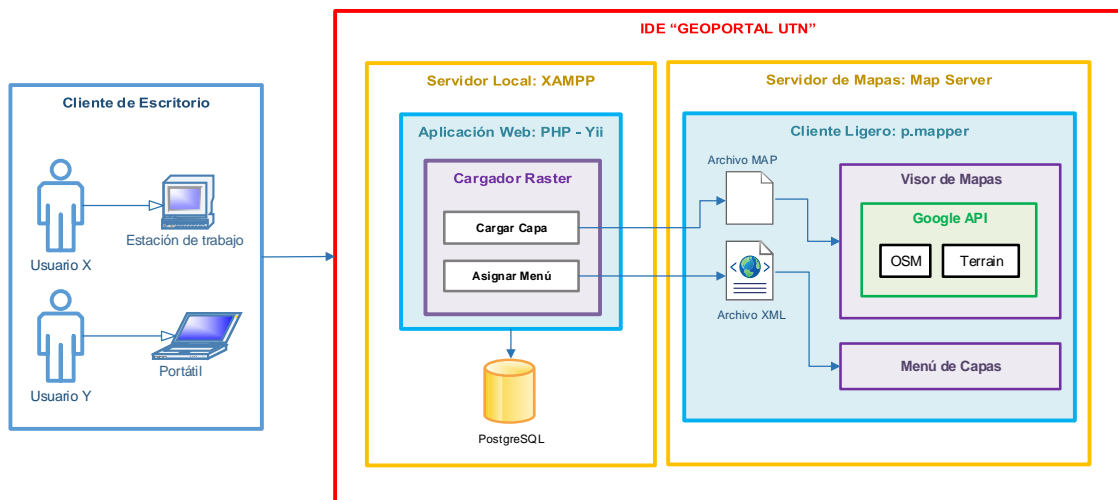 IDE “GEOPORTAL UTN”
Cliente de Escritorio
Usuario X
Estación de trabajo
Usuario Y
Portátil
Servidor Local: XAMPP
Aplicación Web: PHP - Yii
Cargador Raster
Cargar Capa
Asignar Menú
PostgreSQL
Servidor de Mapas: Map Server
Cliente Ligero: p.mapper
Archivo MAP
Archivo XML
Visor de Mapas
Google API
OSM
Terrain
Menú de Capas